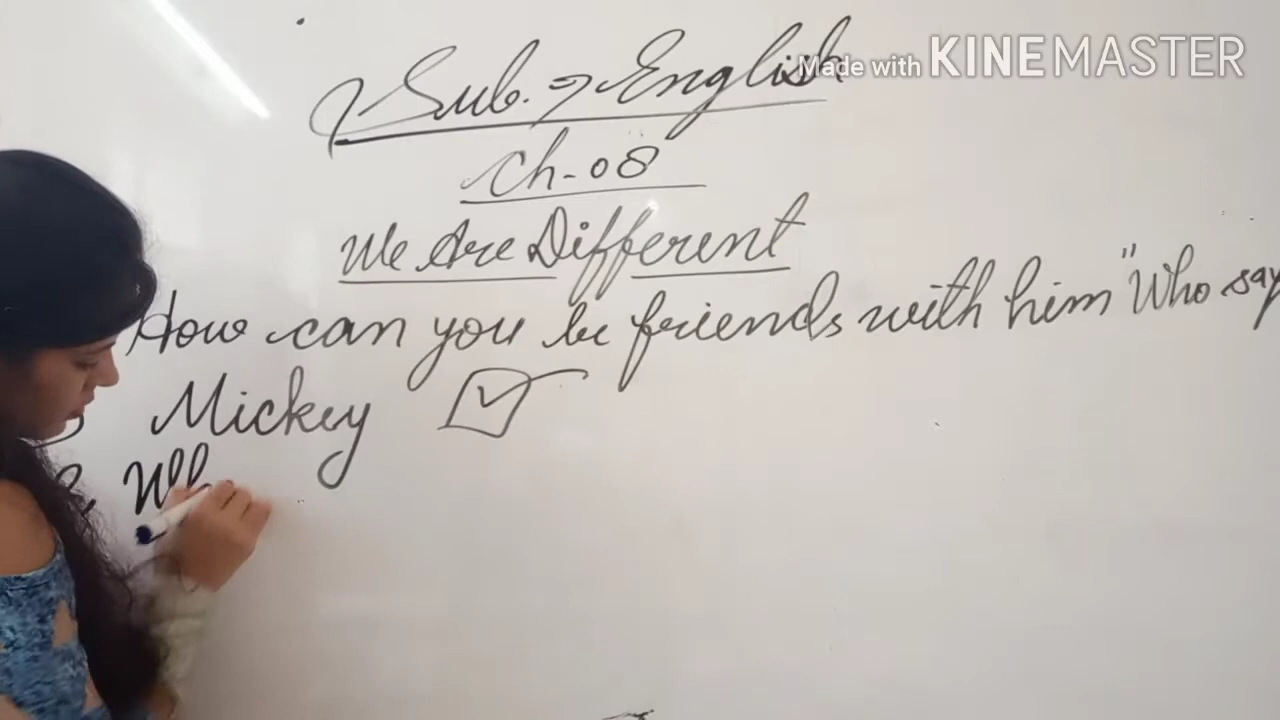 Sub. ⇒ English
Made with KINEMASTER
Ch-08
We Are Different
How can you be friends with him "Who say
Mickey
Wh